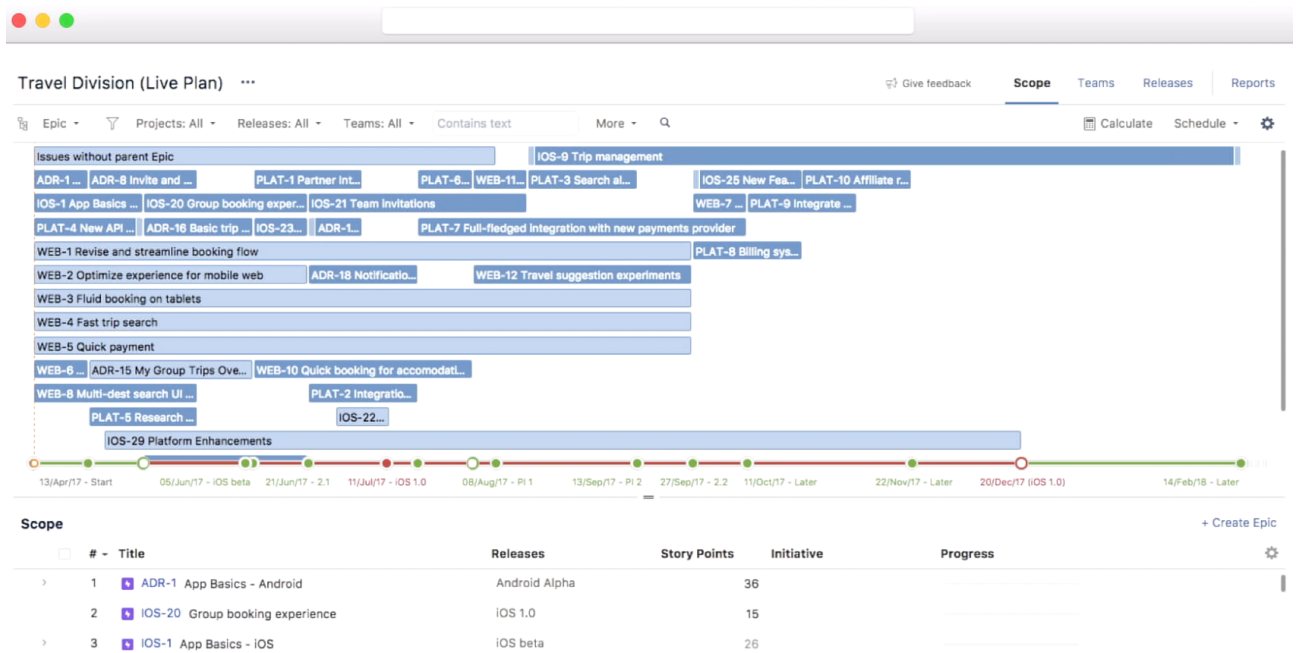 Travel Division (Live Plan) ••• Give feedback Scope Teams Releases Reports
Epic Projects: All Releases: All Teams: All Contains text More Calculate Schedule
Issues without parent Epic IOS-9 Trip management
ADR-1... ADR-8 Invite and ... PLAT-1 Partner Int... PLAT-6... WEB-11... PLAT-3 Search al... IOS-25 New Fea... PLAT-10 Affiliate r...
IOS-1 App Basics ... IOS-20 Group booking exper... IOS-21 Team invitations WEB-7 ... PLAT-9 Integrate ...
PLAT-4 New API ... ADR-16 Basic trip ... IOS-23... ADR-1... PLAT-7 Full-fledged integration with new payments provider
WEB-1 Revise and streamline booking flow PLAT-8 Billing sys...
WEB-2 Optimize experience for mobile web ADR-18 Notificatio... WEB-12 Travel suggestion experiments
WEB-3 Fluid booking on tablets
WEB-4 Fast trip search
WEB-5 Quick payment
WEB-6 ... ADR-15 My Group Trips Ove... WEB-10 Quick booking for accomodati...
WEB-8 Multi-dest search UI ... PLAT-2 Integratio...
PLAT-5 Research ... IOS-22...
IOS-29 Platform Enhancements
13/Apr/17 - Start 05/Jun/17 - iOS beta 21/Jun/17 - 2.1 11/Jul/17 - iOS 1.0 08/Aug/17 - PI 1 13/Sep/17 - PI 2 27/Sep/17 - 2.2 11/Oct/17 - Later 22/Nov/17 - Later 20/Dec/17 (iOS 1.0) 14/Feb/18 - Later
Scope + Create Epic
# Title Releases Story Points Initiative Progress
1 ADR-1 App Basics - Android Android Alpha 36
2 IOS-20 Group booking experience iOS 1.0 15
3 IOS-1 App Basics - iOS iOS beta 26